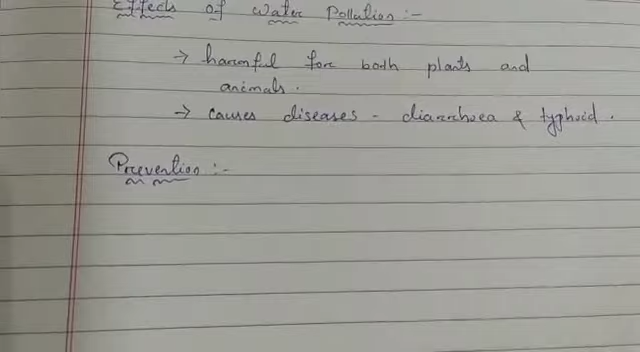 Effects of Water Pollution :-
→ harmful for both plants and
animals.
→ causes diseases - diarrhoea & typhoid.
Prevention :-